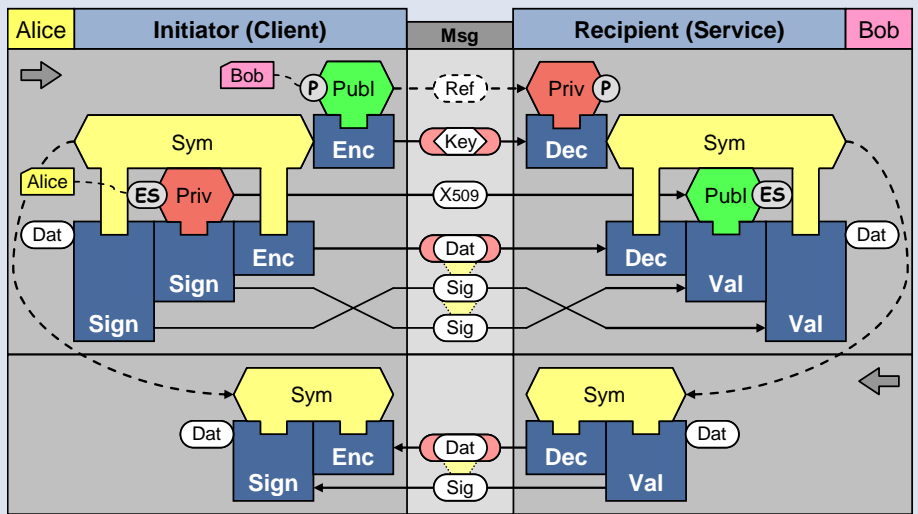 Alice Initiator (Client) Msg Recipient (Service) Bob
Bob P Publ Ref Priv P
Sym Enc Key Dec Sym
Alice ES Priv X509 Publ ES
Dat Enc Dat Dec Dat
Sign Sig Val
Sign Sig Val
Sym Sym
Dat Enc Dat Dec Dat
Sign Sig Val